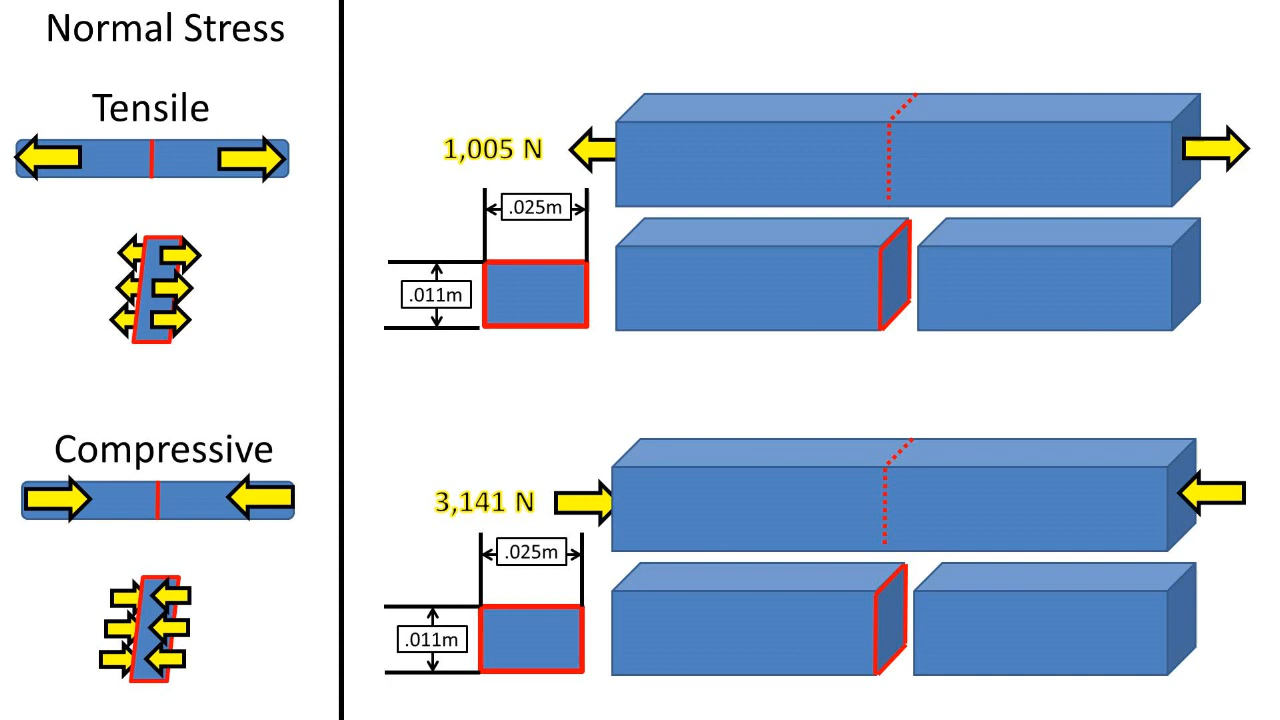 Normal Stress
Tensile
Compressive
1,005 N
.025m
.011m
3,141 N
.025m
.011m